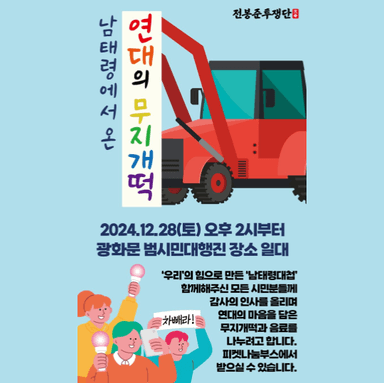 전봉준투쟁단
남태령에서 온
연대의 무지개떡
2024.12.28(토) 오후 2시부터
광화문 범시민대행진 장소 일대
'우리'의 힘으로 만든 '남태령대첩'
함께해주신 모든 시민분들께
감사의 인사를 올리며
연대의 마음을 담은
무지개떡과 음료를
나누려고 합니다.
피켓나눔부스에서
받으실 수 있습니다.
차빼라!